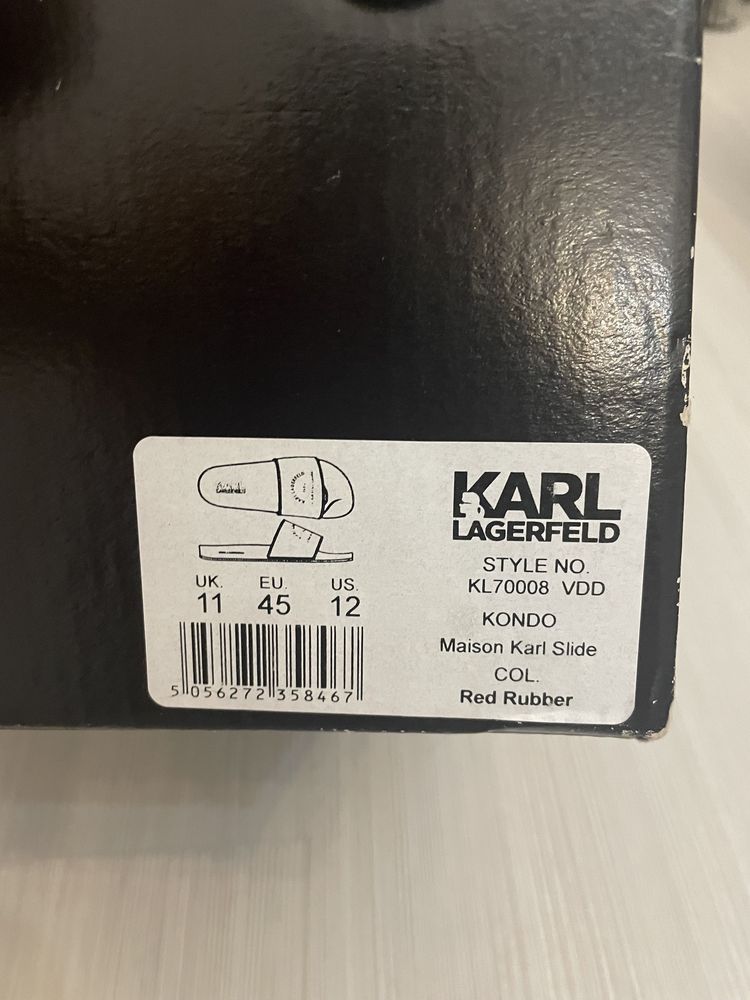 KARL
LAGERFELD
STYLE NO.
KL70008 VDD
KONDO
Maison Karl Slide
COL.
Red Rubber
UK. EU. US.
11 45 12
5 056272 358467